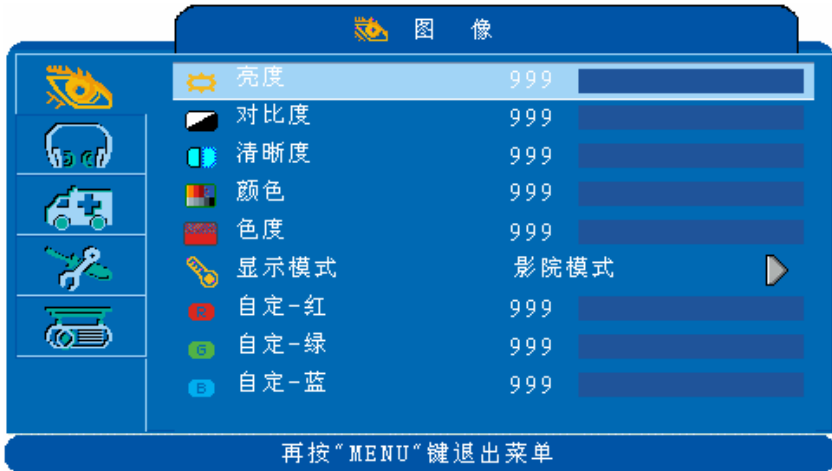 图 像
亮度 999
对比度 999
清晰度 999
颜色 999
色度 999
显示模式 影院模式
R 自定-红 999
G 自定-绿 999
B 自定-蓝 999
再按“MENU“键退出菜单